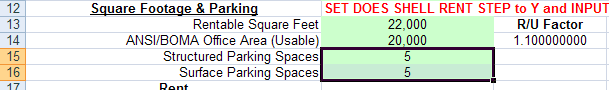 12 Square Footage & Parking SET DOES SHELL RENT STEP to Y and INPUT
13 Rentable Square Feet 22,000 R/U Factor
14 ANSI/BOMA Office Area (Usable) 20,000 1.100000000
15 Structured Parking Spaces 5
16 Surface Parking Spaces 5
17 Rent